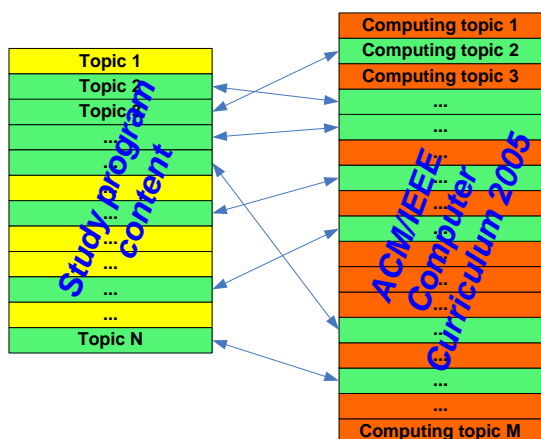 Topic 1
Topic 2
Topic 3
...
...
...
...
...
...
...
...
Topic N
Study program
content
Computing topic 1
Computing topic 2
Computing topic 3
...
...
...
...
...
...
...
...
...
...
...
...
...
Computing topic M
ACM/IEEE
Computer
Curriculum 2005